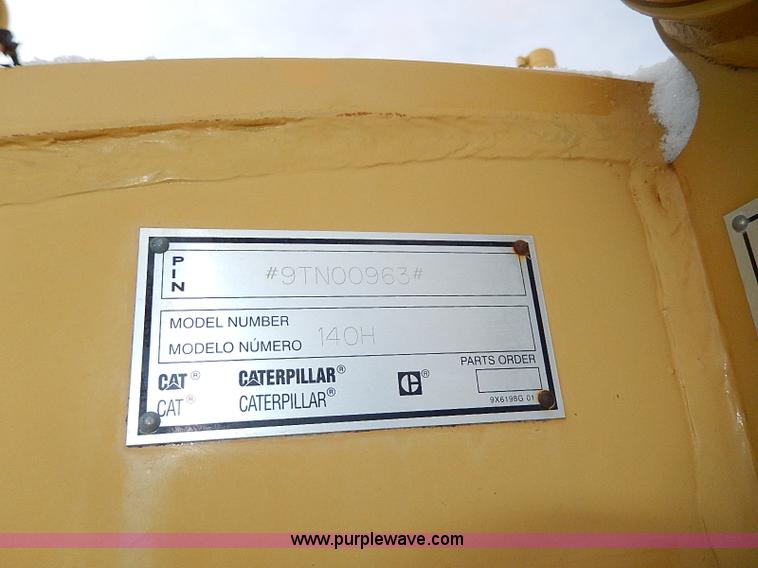 PIN
#9TN00963#
MODEL NUMBER
MODELO NÚMERO 140H
CAT® CATERPILLAR® C® PARTS ORDER
CAT® CATERPILLAR®
9X6198G 01
www.purplewave.com